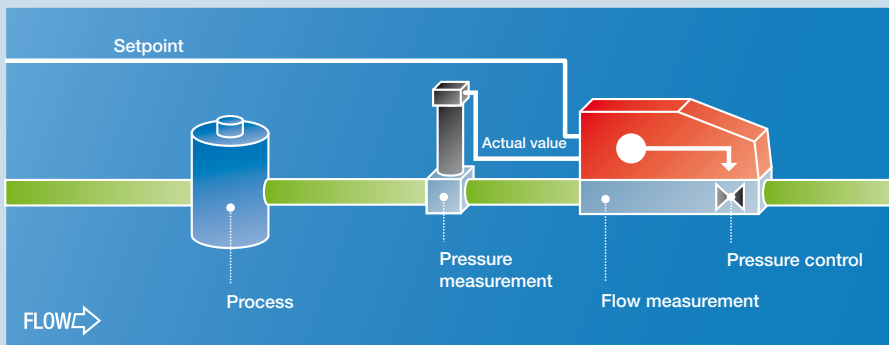 Setpoint
Actual value
Pressure
measurement
Pressure control
Process
Flow measurement
FLOW